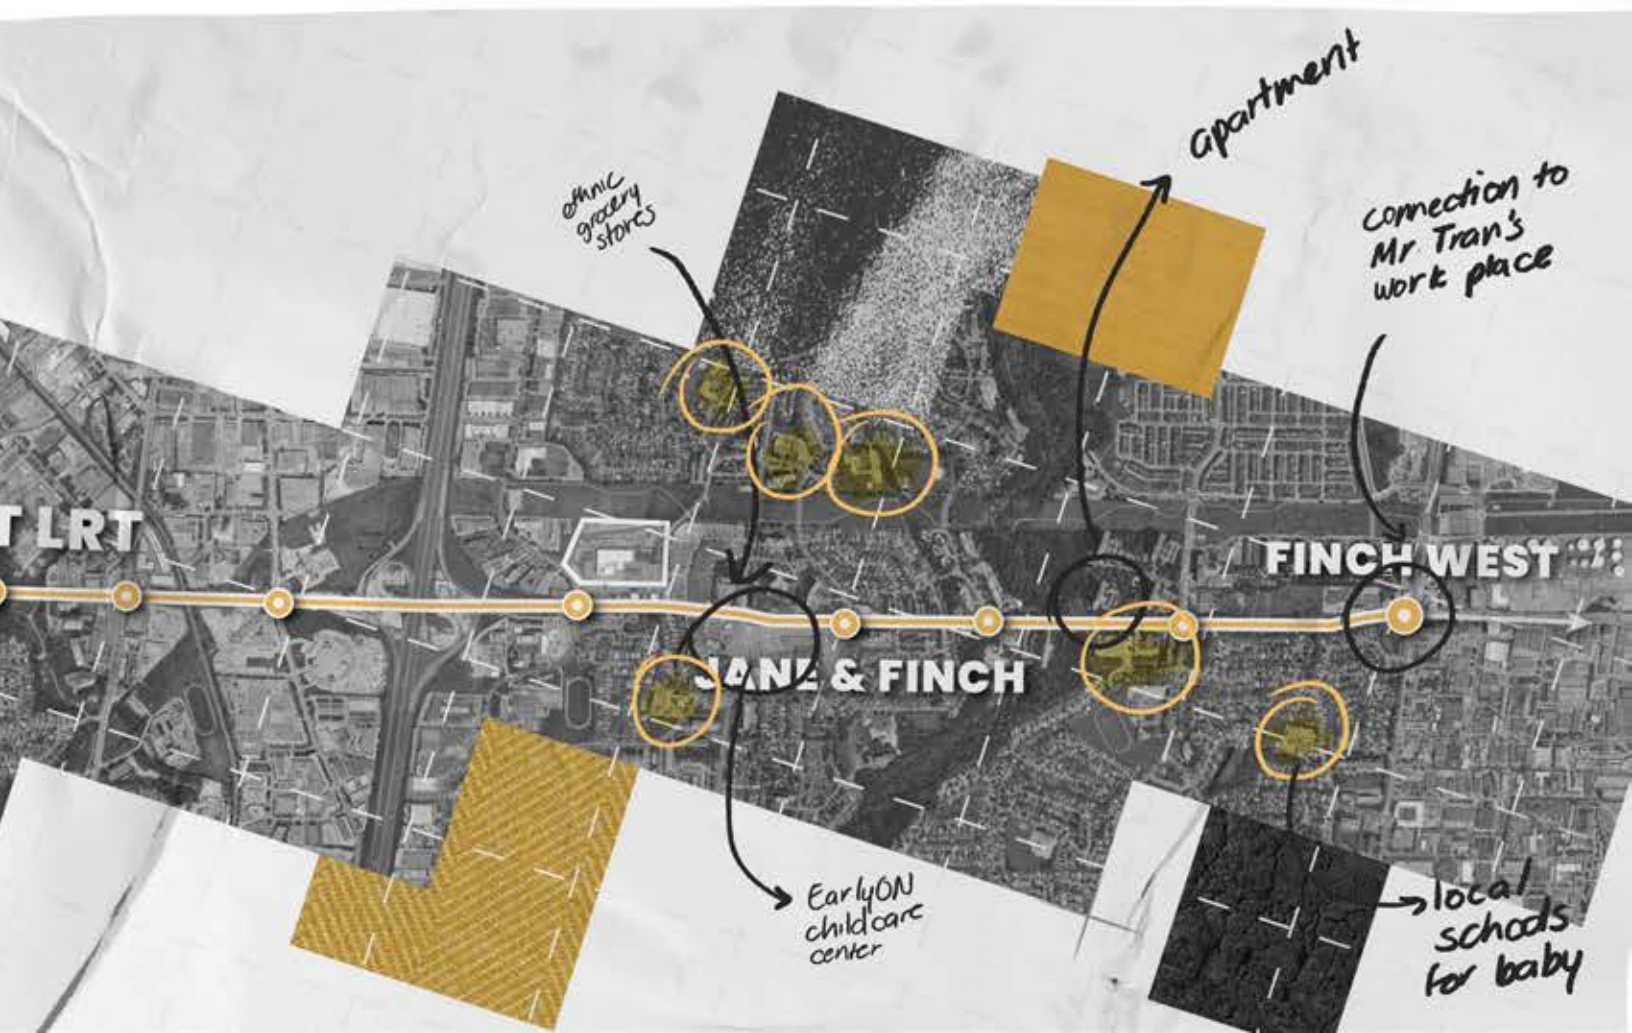 apartment
ethnic
grocery
stores
connection to
Mr. Tran's
work place
T LRT
FINCH WEST
JANE & FINCH
EarlyON
childcare
center
local
schools
for baby